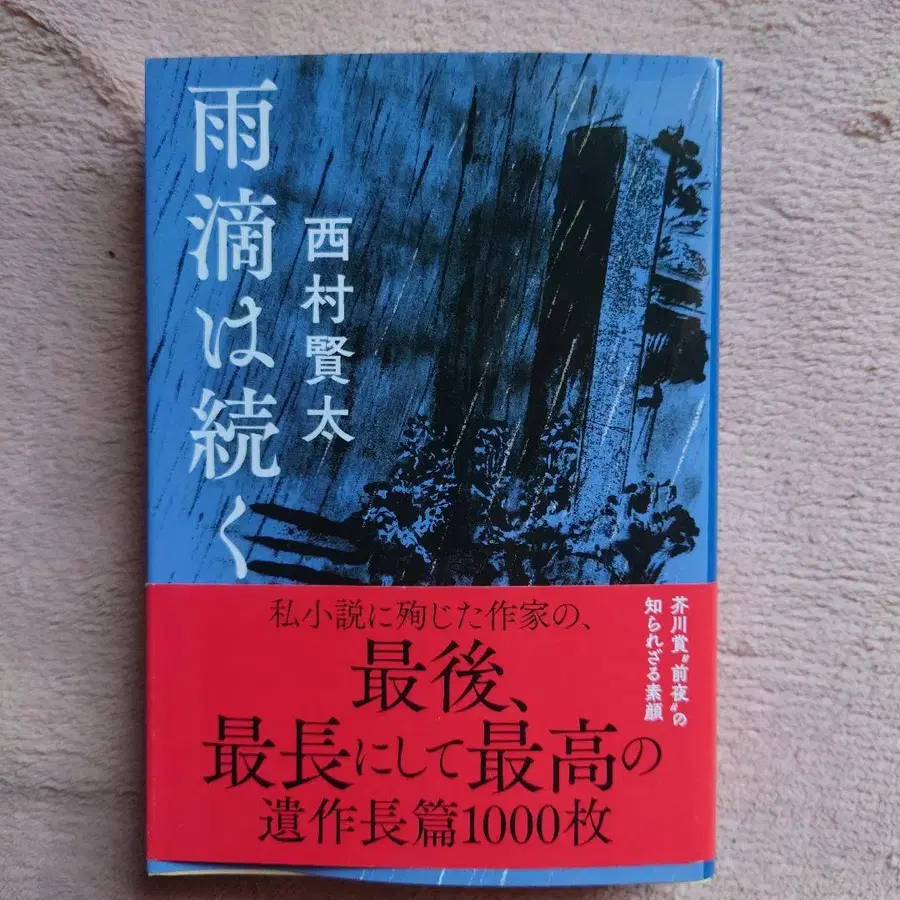 雨滴は続く
西村賢太
芥川賞〝前夜〟の
知られざる素顔
私小説に殉じた作家の、
最後、
最長にして最高の
遺作長篇1000枚